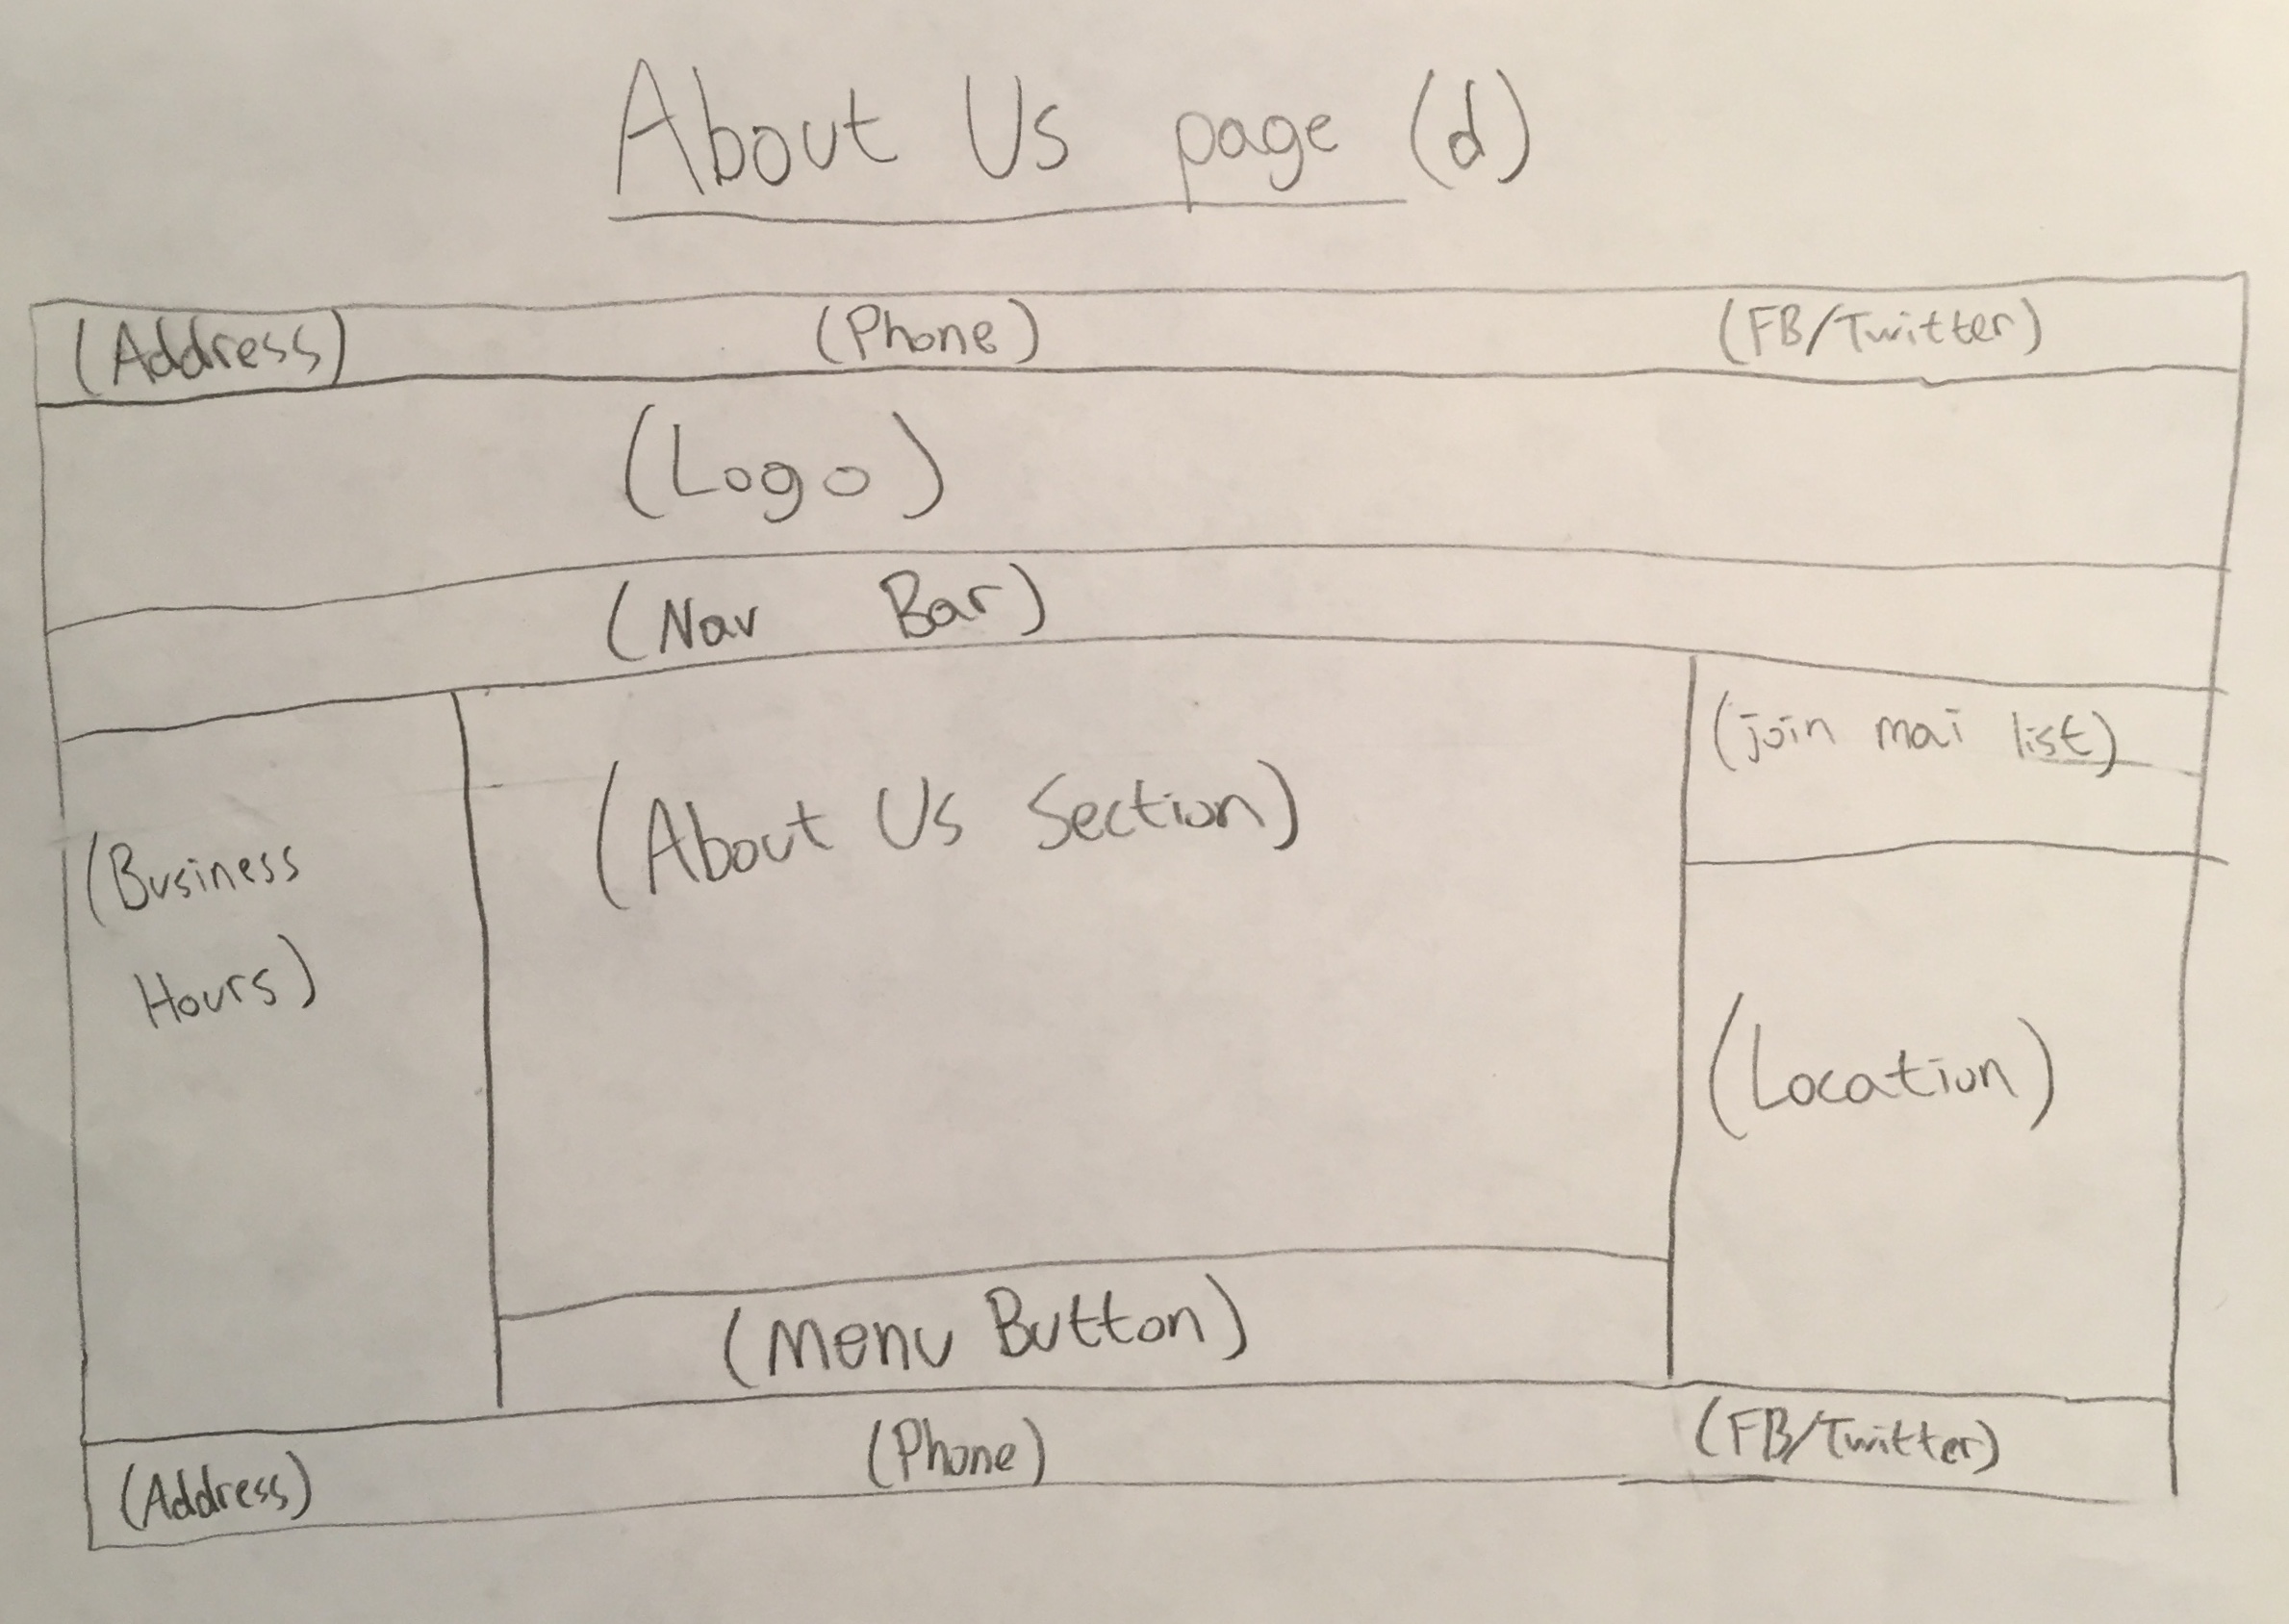 About Us page (d)
(Address) (Phone) (FB/Twitter)
(Logo)
(Nav Bar)
(join mai list)
(About Us Section)
(Business
Hours)
(Location)
(Menu Button)
(Address) (Phone) (FB/Twitter)